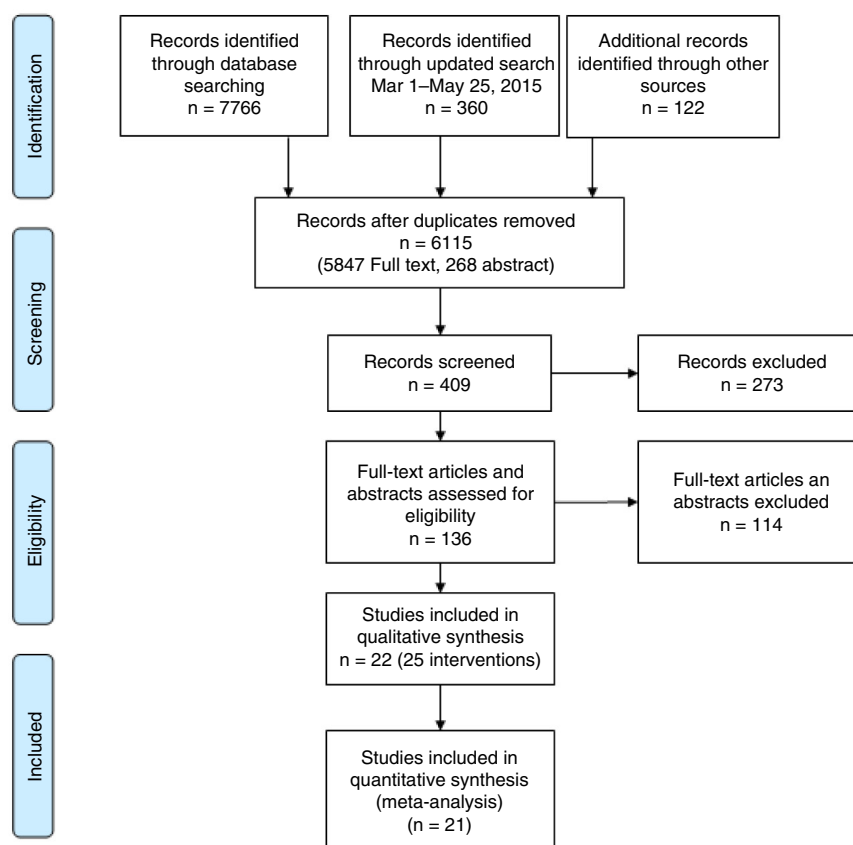 Identification
Records identified
through database
searching
n = 7766
Records identified
through updated search
Mar 1–May 25, 2015
n = 360
Additional records
identified through other
sources
n = 122
Screening
Records after duplicates removed
n = 6115
(5847 Full text, 268 abstract)
Records screened
n = 409
Records excluded
n = 273
Eligibility
Full-text articles and
abstracts assessed for
eligibility
n = 136
Full-text articles an
abstracts excluded
n = 114
Studies included in
qualitative synthesis
n = 22 (25 interventions)
Included
Studies included in
quantitative synthesis
(meta-analysis)
(n = 21)